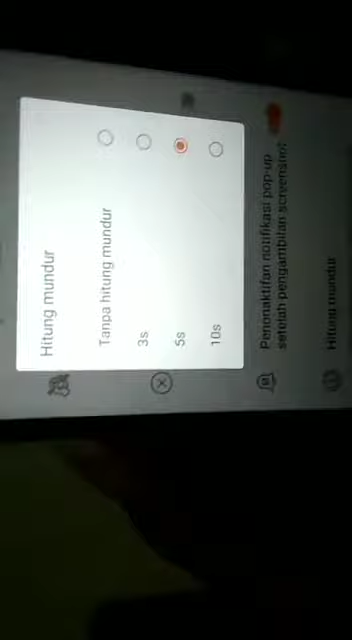 Hitung mundur
Tanpa hitung mundur
3s
5s
10s
Penonaktifan notifikasi pop-up
setelah pengambilan screenshot
Hitung mundur